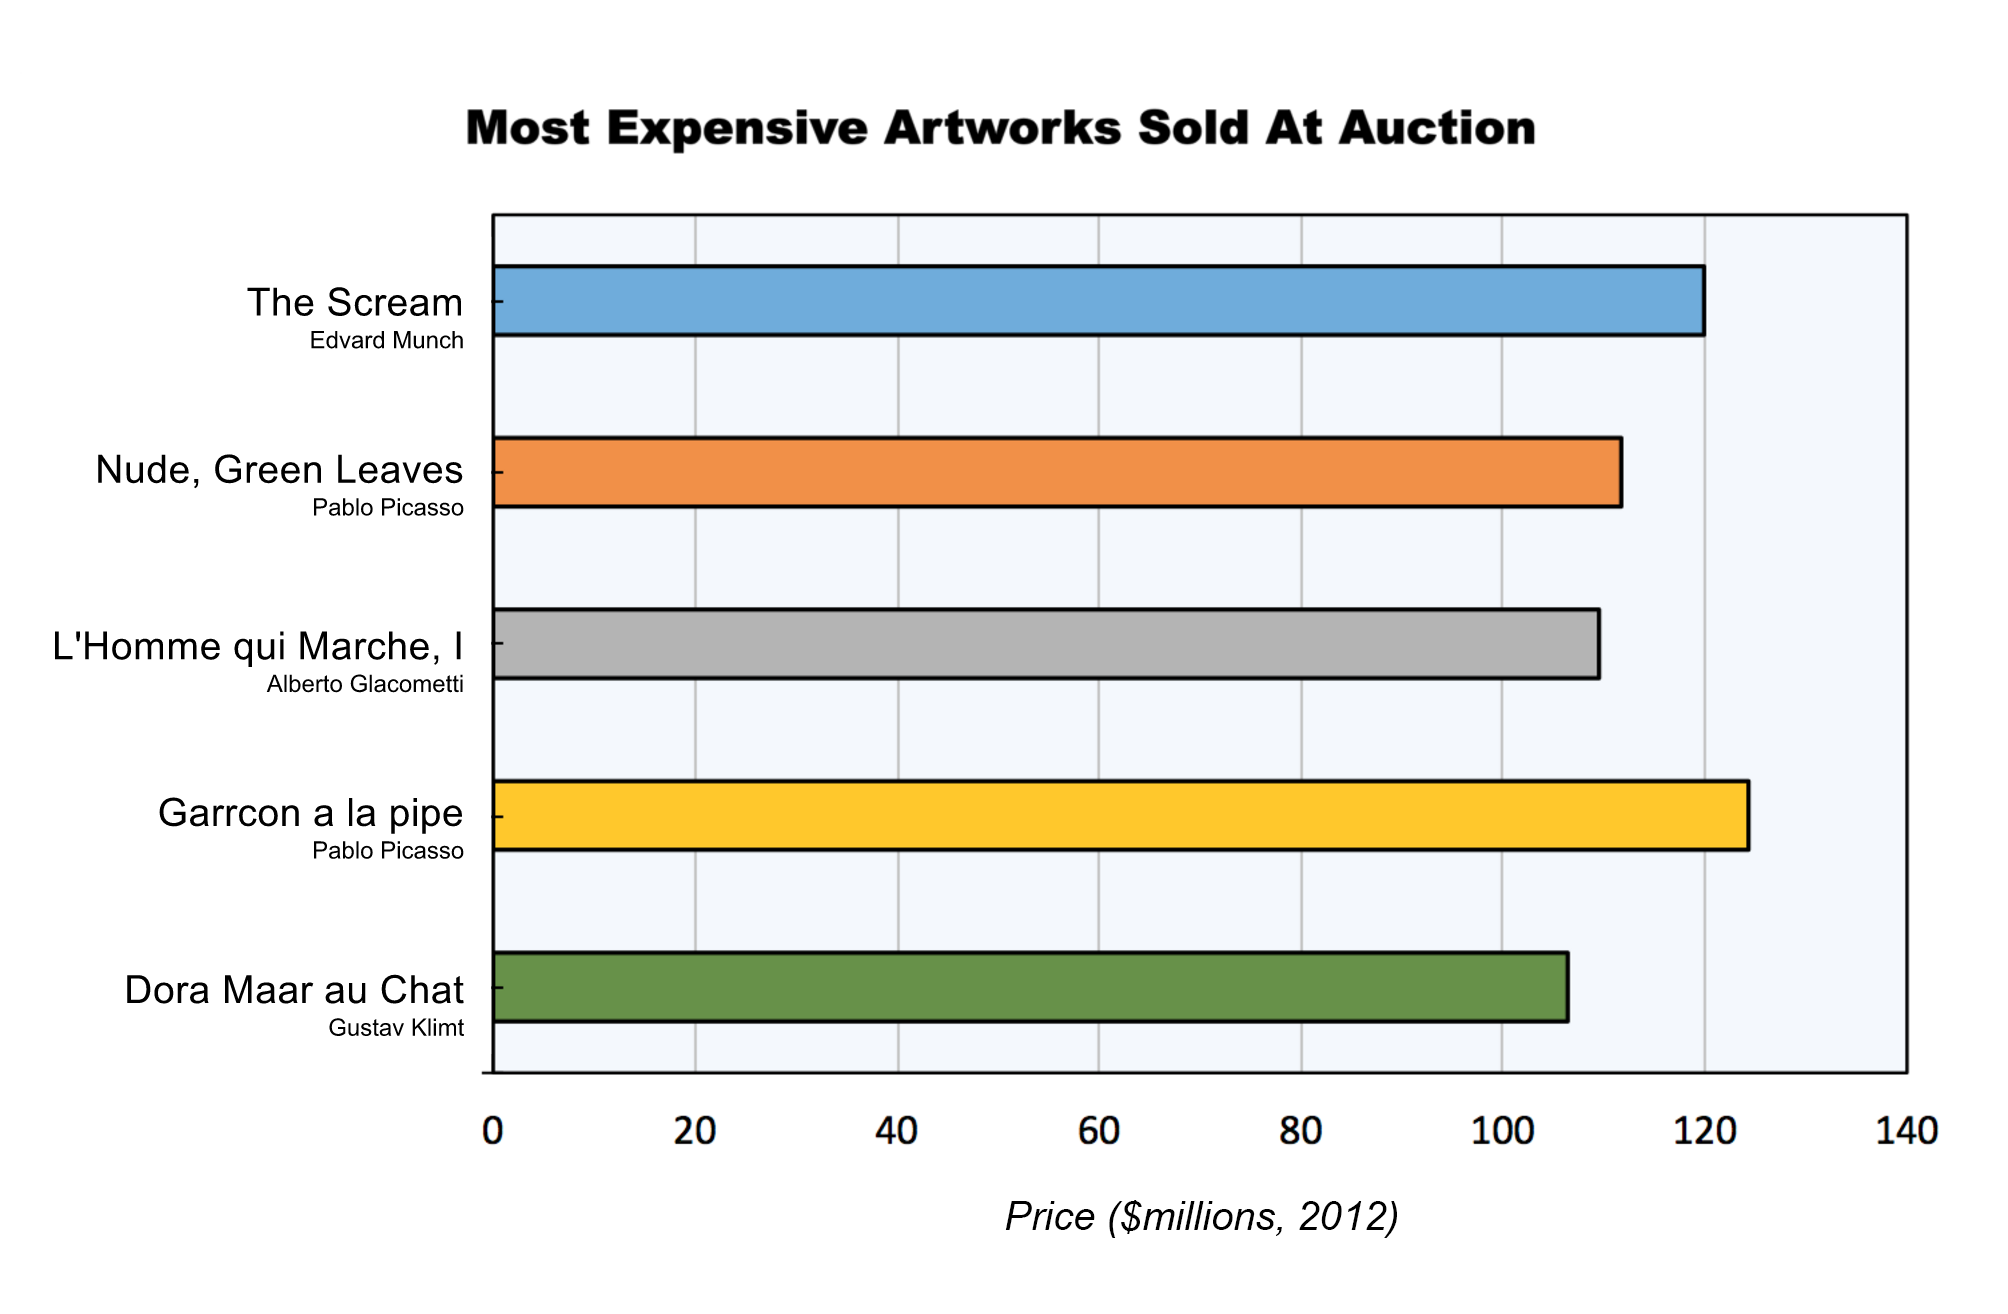 Most Expensive Artworks Sold At Auction
The Scream
Edvard Munch
Nude, Green Leaves
Pablo Picasso
L'Homme qui Marche, I
Alberto Glacometti
Garrcon a la pipe
Pablo Picasso
Dora Maar au Chat
Gustav Klimt
0 20 40 60 80 100 120 140
Price ($millions, 2012)